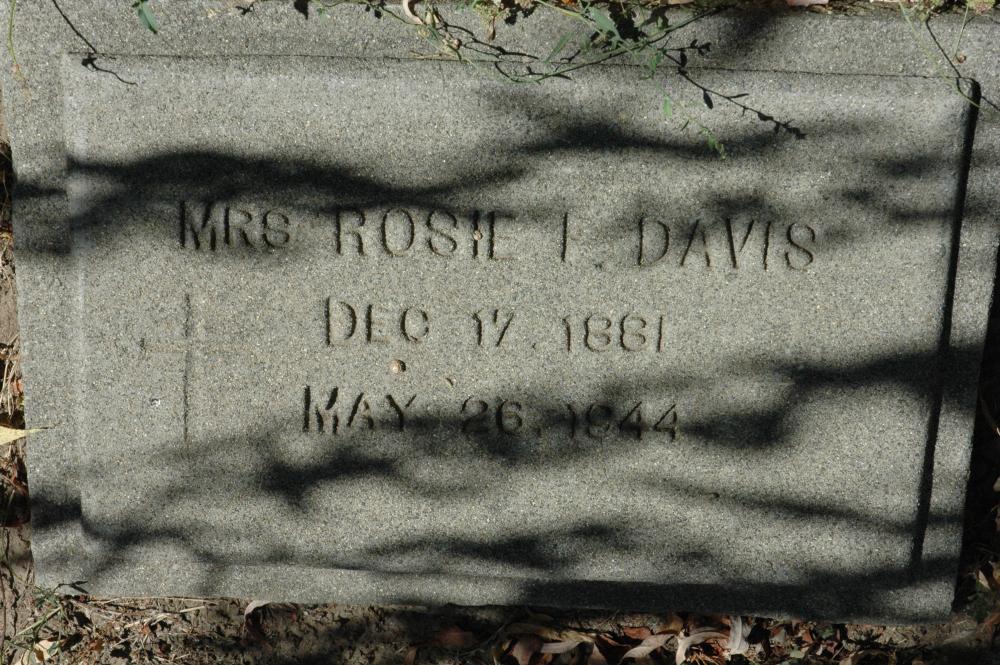 MRS ROSIE F. DAVIS
DEC 17, 1881
MAY 26, 1944